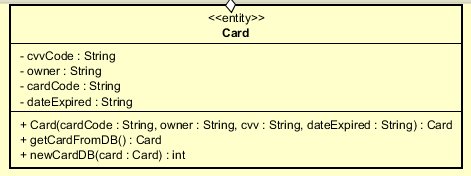 <<entity>>
Card
- cvvCode : String
- owner : String
- cardCode : String
- dateExpired : String
+ Card(cardCode : String, owner : String, cvv : String, dateExpired : String) : Card
+ getCardFromDB() : Card
+ newCardDB(card : Card) : int